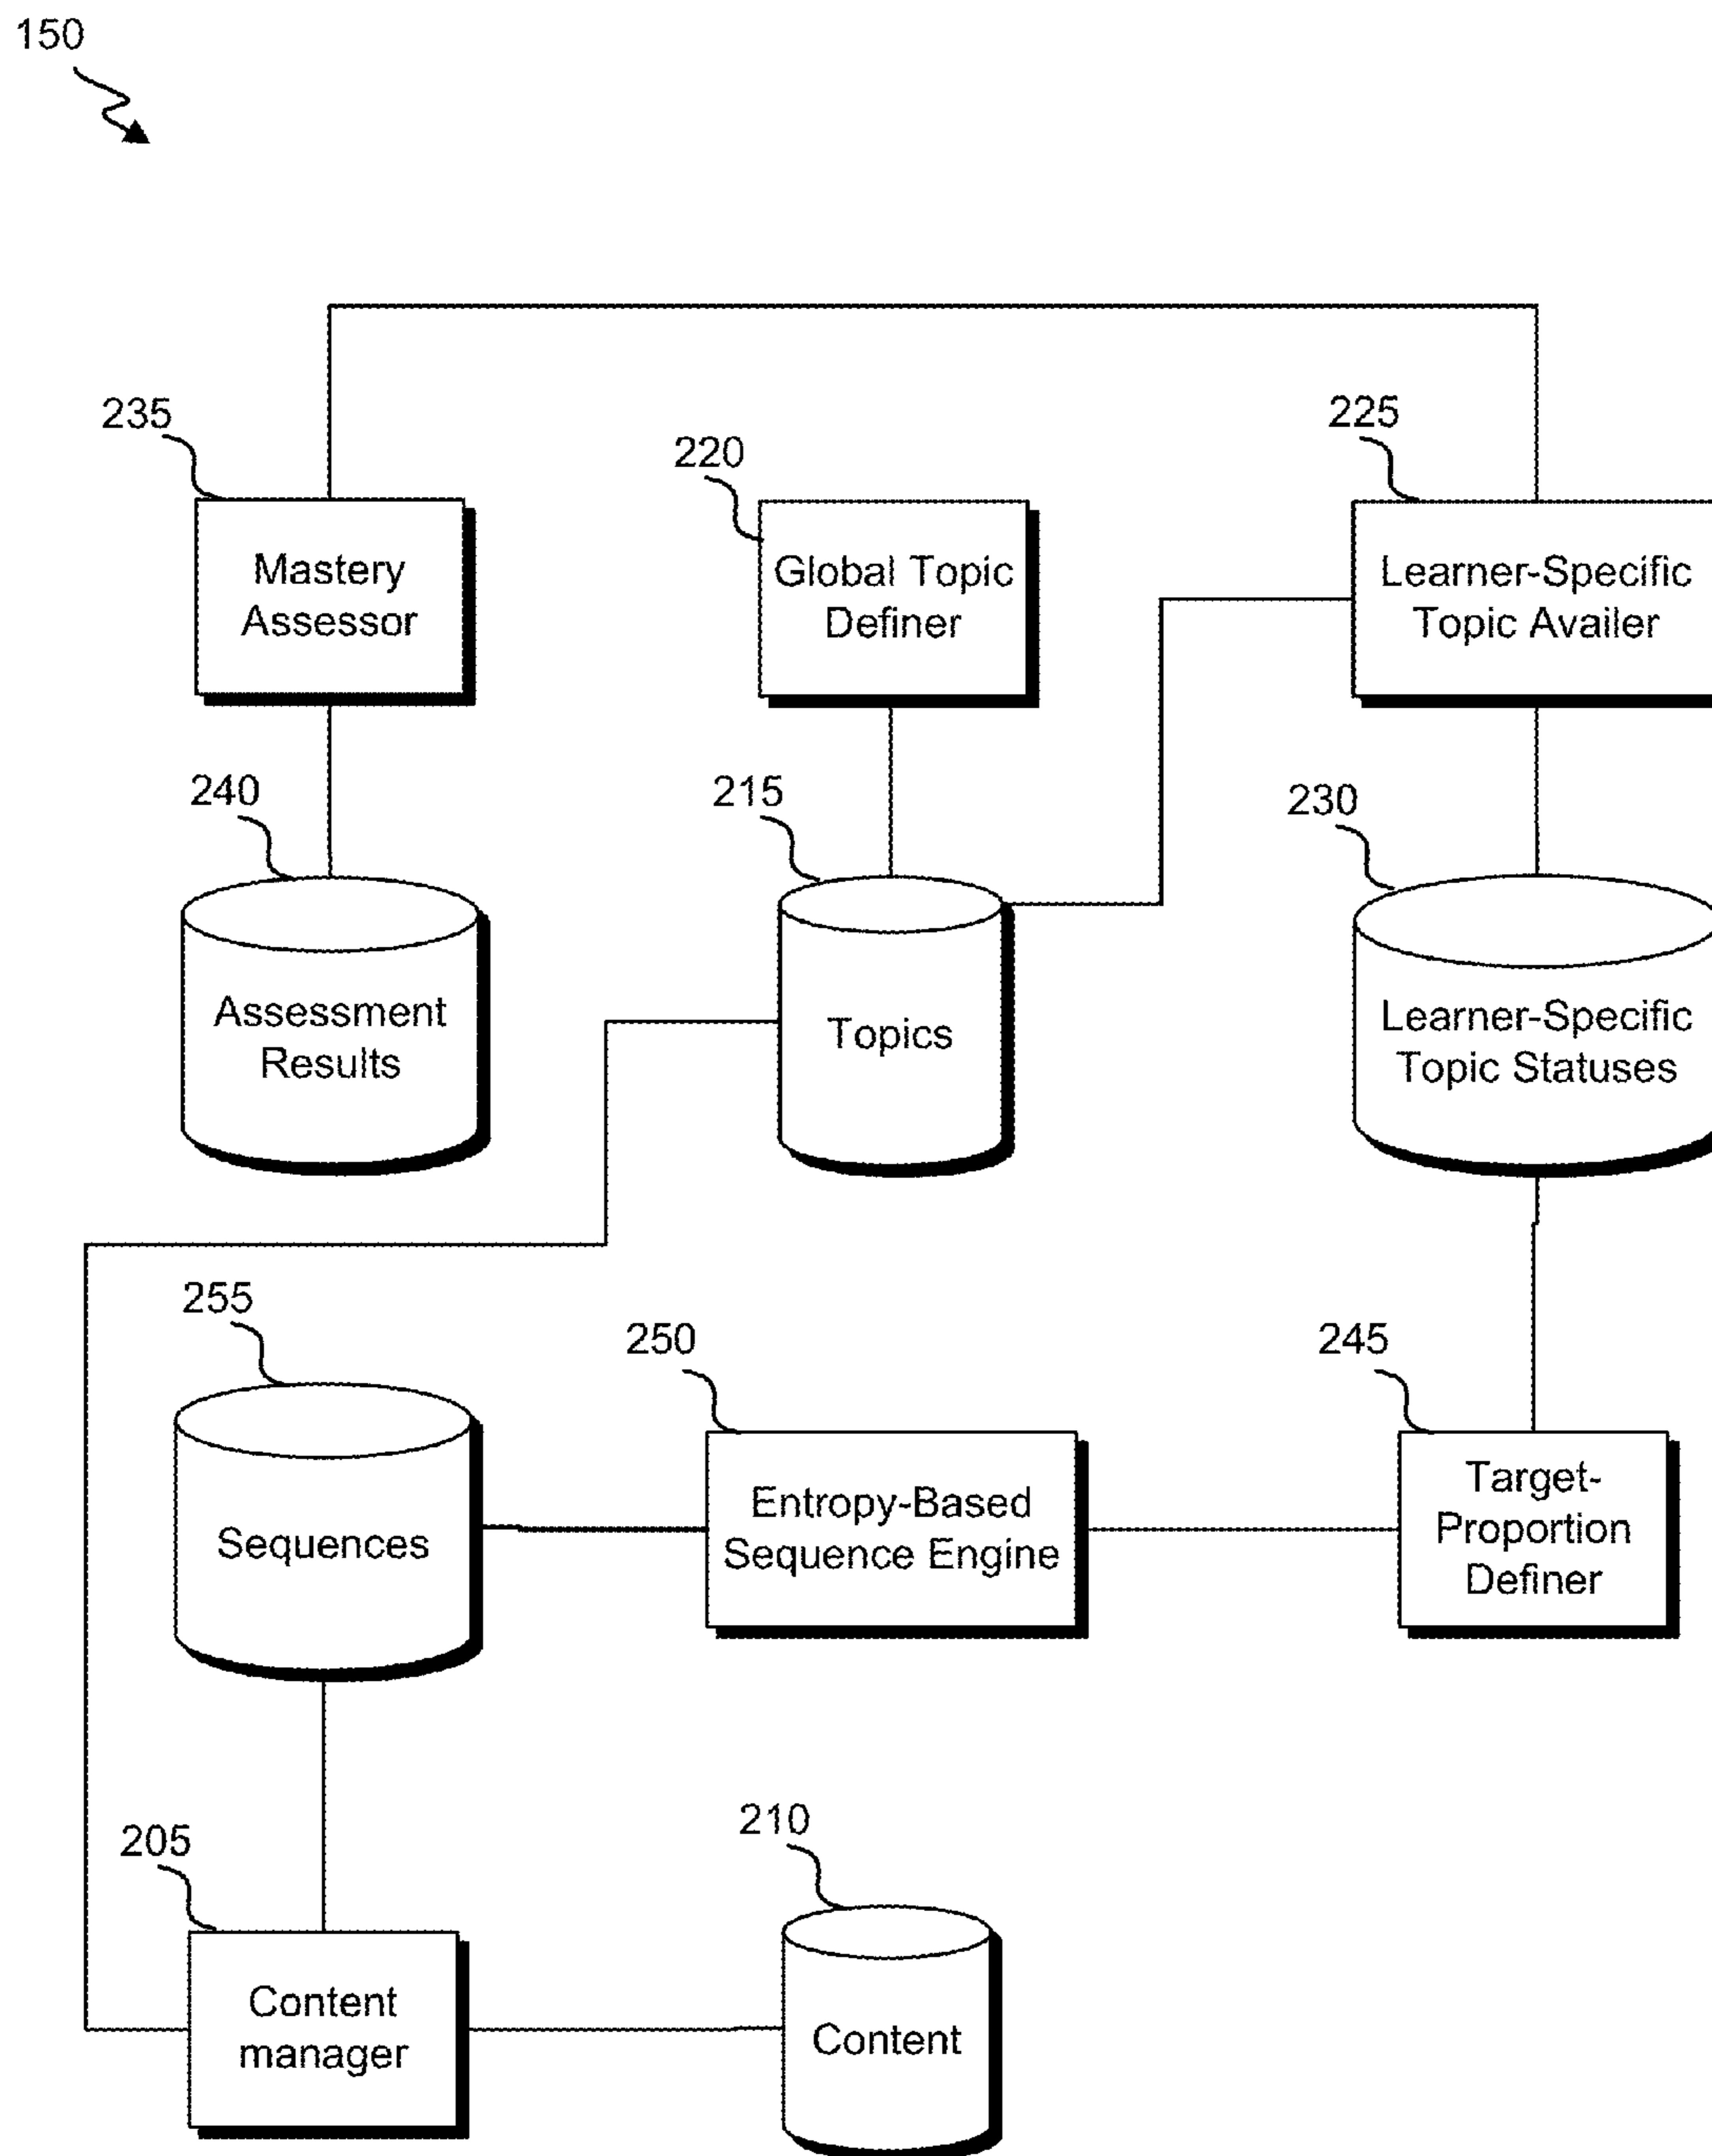 150
235
220
225
Mastery
Assessor
Global Topic
Definer
Learner-Specific
Topic Availer
240
215
230
Assessment
Results
Topics
Learner-Specific
Topic Statuses
255
250
245
Sequences
Entropy-Based
Sequence Engine
Target-
Proportion
Definer
205
210
Content
manager
Content